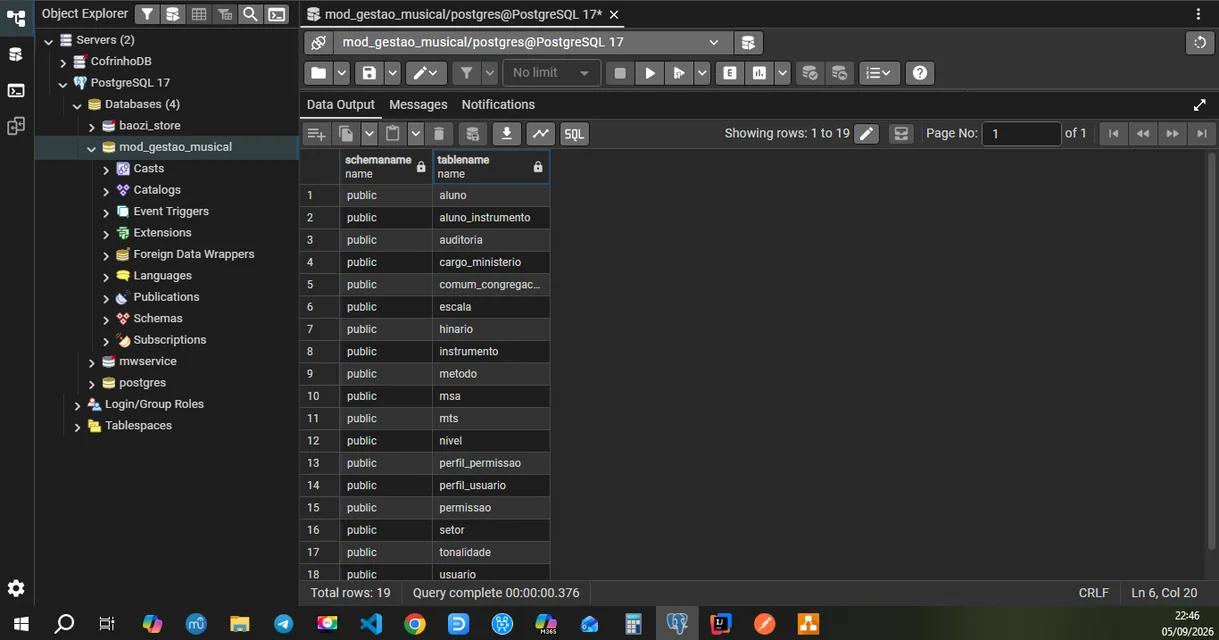 Object Explorer
mod_gestao_musical/postgres@PostgreSQL 17*
Servers (2)
CofrinhoDB
PostgreSQL 17
Databases (4)
baozi_store
mod_gestao_musical
Casts
Catalogs
Event Triggers
Extensions
Foreign Data Wrappers
Languages
Publications
Schemas
Subscriptions
mwservice
postgres
Login/Group Roles
Tablespaces
mod_gestao_musical/postgres@PostgreSQL 17
No limit
E
Data Output Messages Notifications
SQL
Showing rows: 1 to 19
Page No: 1 of 1
schemaname tablename
name name
1 public aluno
2 public aluno_instrumento
3 public auditoria
4 public cargo_ministerio
5 public comum_congregac...
6 public escala
7 public hinario
8 public instrumento
9 public metodo
10 public msa
11 public mts
12 public nivel
13 public perfil_permissao
14 public perfil_usuario
15 public permissao
16 public setor
17 public tonalidade
18 public usuario
Total rows: 19 Query complete 00:00:00.376 CRLF Ln 6, Col 20
M365
22:46
05/09/2026